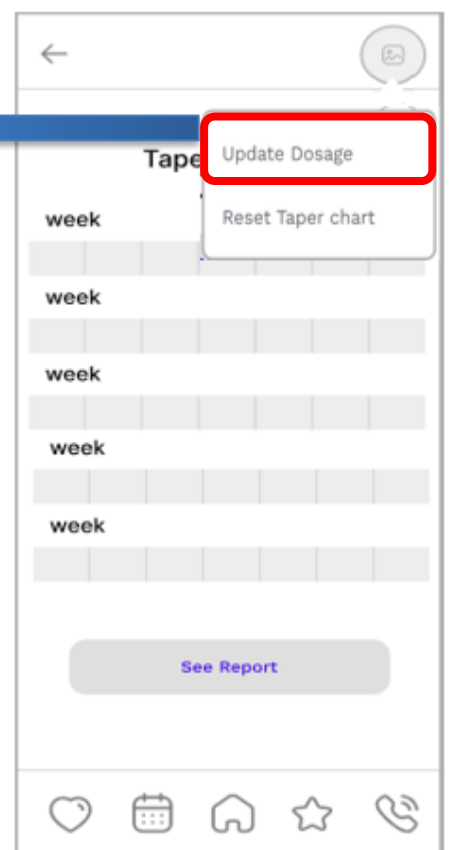 Update Dosage
Tape
Reset Taper chart
week
week
week
week
week
See Report